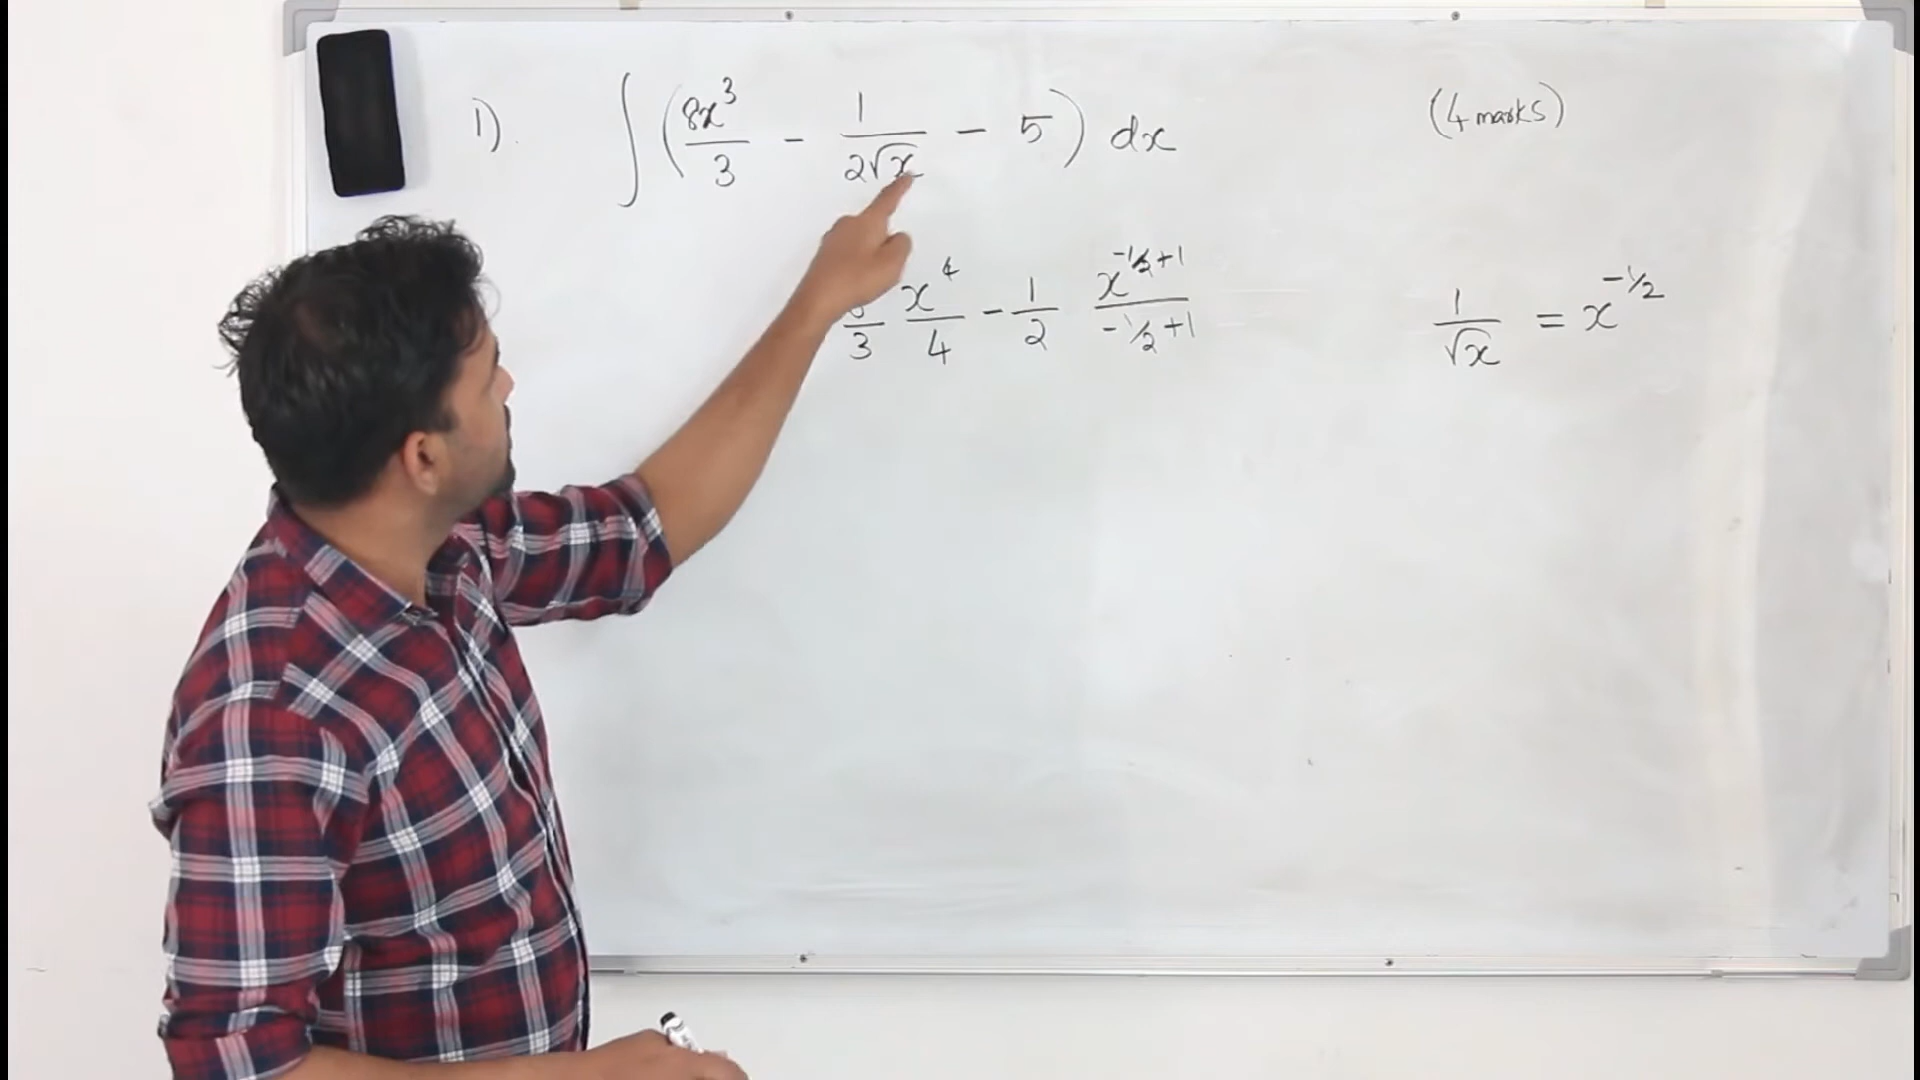 1). ∫ (8x³/3 - 1/(2√x) - 5) dx (4 marks)
/3 x⁴/4 - 1/2 x^(-1/2+1)/(-1/2+1) 1/√x = x^(-1/2)